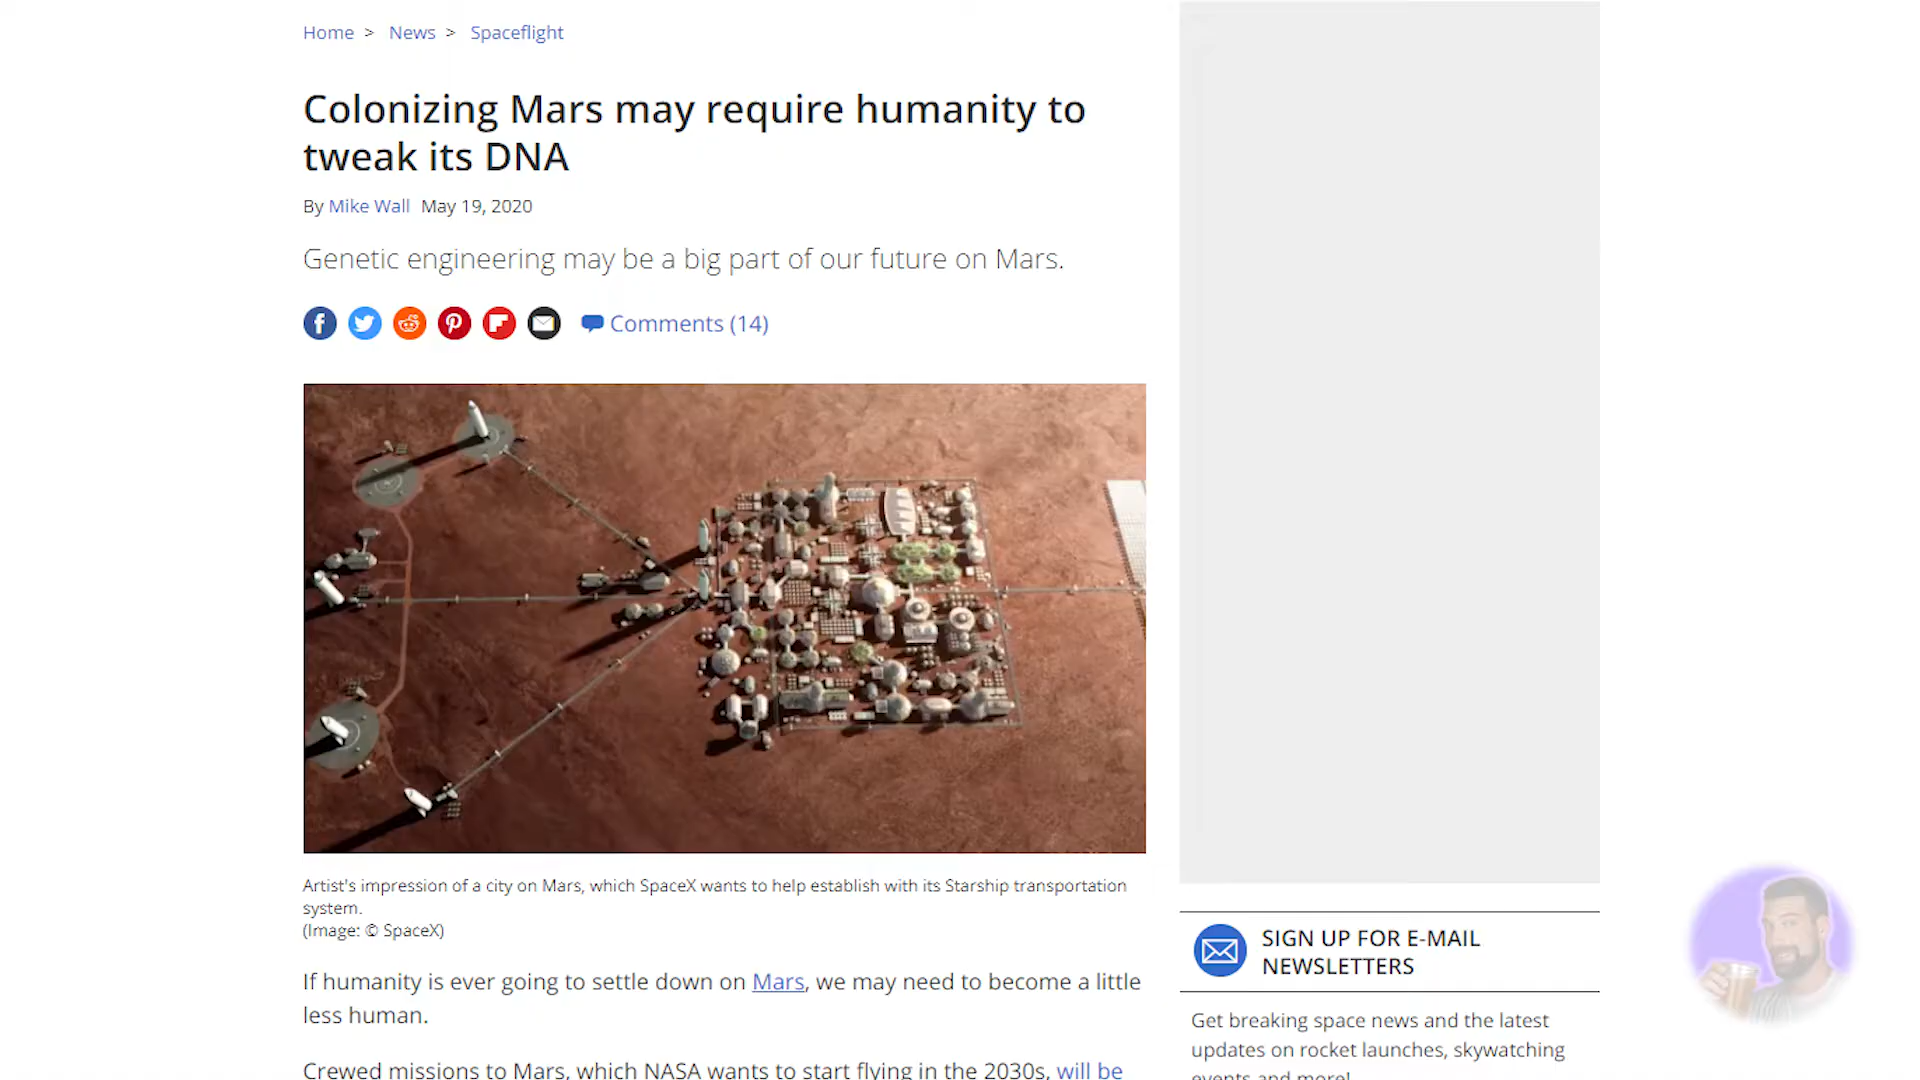 Home > News > Spaceflight
Colonizing Mars may require humanity to
tweak its DNA
By Mike Wall May 19, 2020
Genetic engineering may be a big part of our future on Mars.
Comments (14)
Artist's impression of a city on Mars, which SpaceX wants to help establish with its Starship transportation
system.
(Image: © SpaceX)
If humanity is ever going to settle down on Mars, we may need to become a little
less human.
Crewed missions to Mars, which NASA wants to start flying in the 2030s, will be
SIGN UP FOR E-MAIL
NEWSLETTERS
Get breaking space news and the latest
updates on rocket launches, skywatching
events and more!